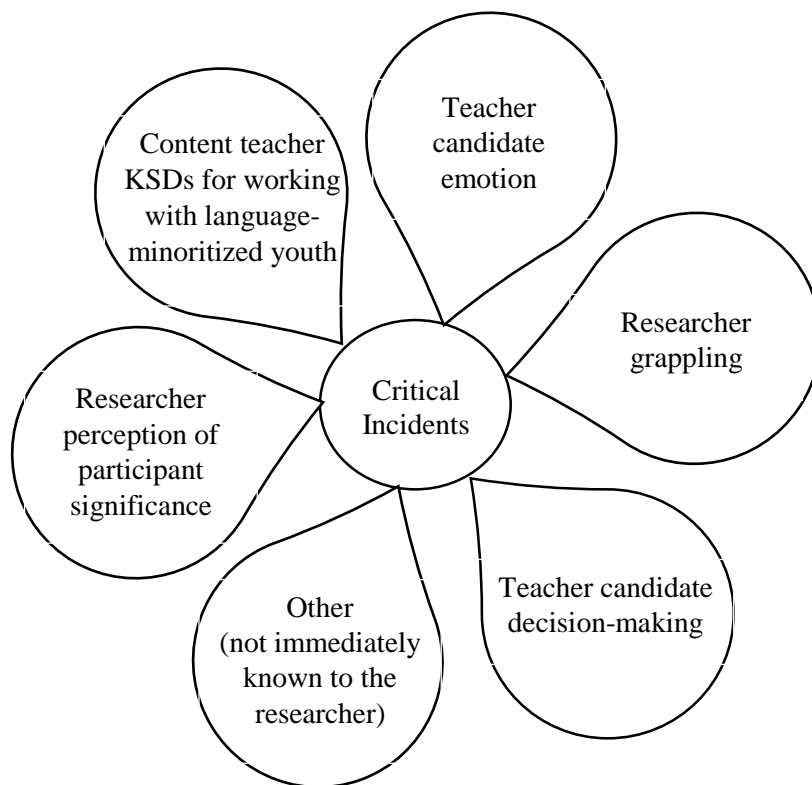 Teacher
candidate
emotion
Content teacher
KSDs for working
with language-
minoritized youth
Researcher
grappling
Critical
Incidents
Researcher
perception of
participant
significance
Teacher candidate
decision-making
Other
(not immediately
known to the
researcher)